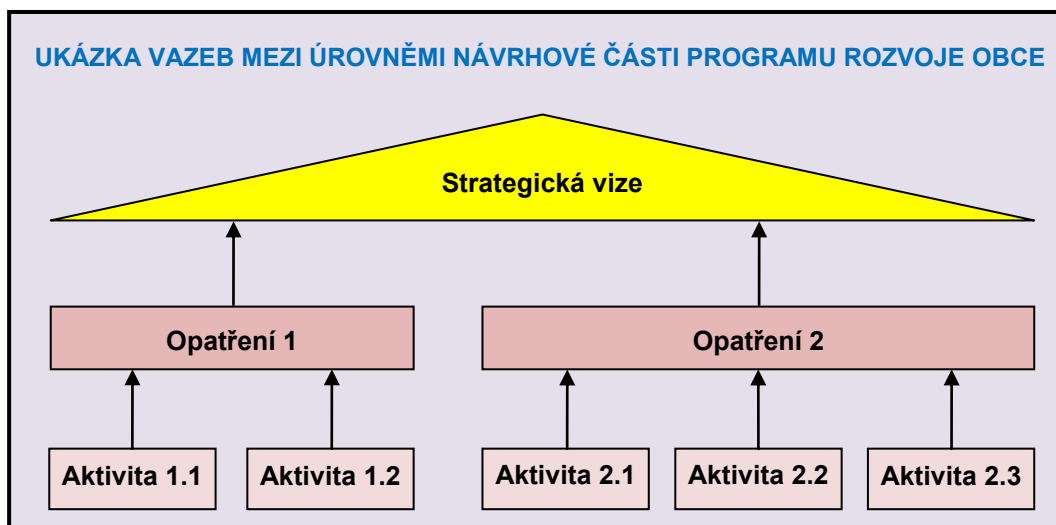 UKÁZKA VAZEB MEZI ÚROVNĚMI NÁVRHOVÉ ČÁSTI PROGRAMU ROZVOJE OBCE
Strategická vize
Opatření 1
Opatření 2
Aktivita 1.1
Aktivita 1.2
Aktivita 2.1
Aktivita 2.2
Aktivita 2.3